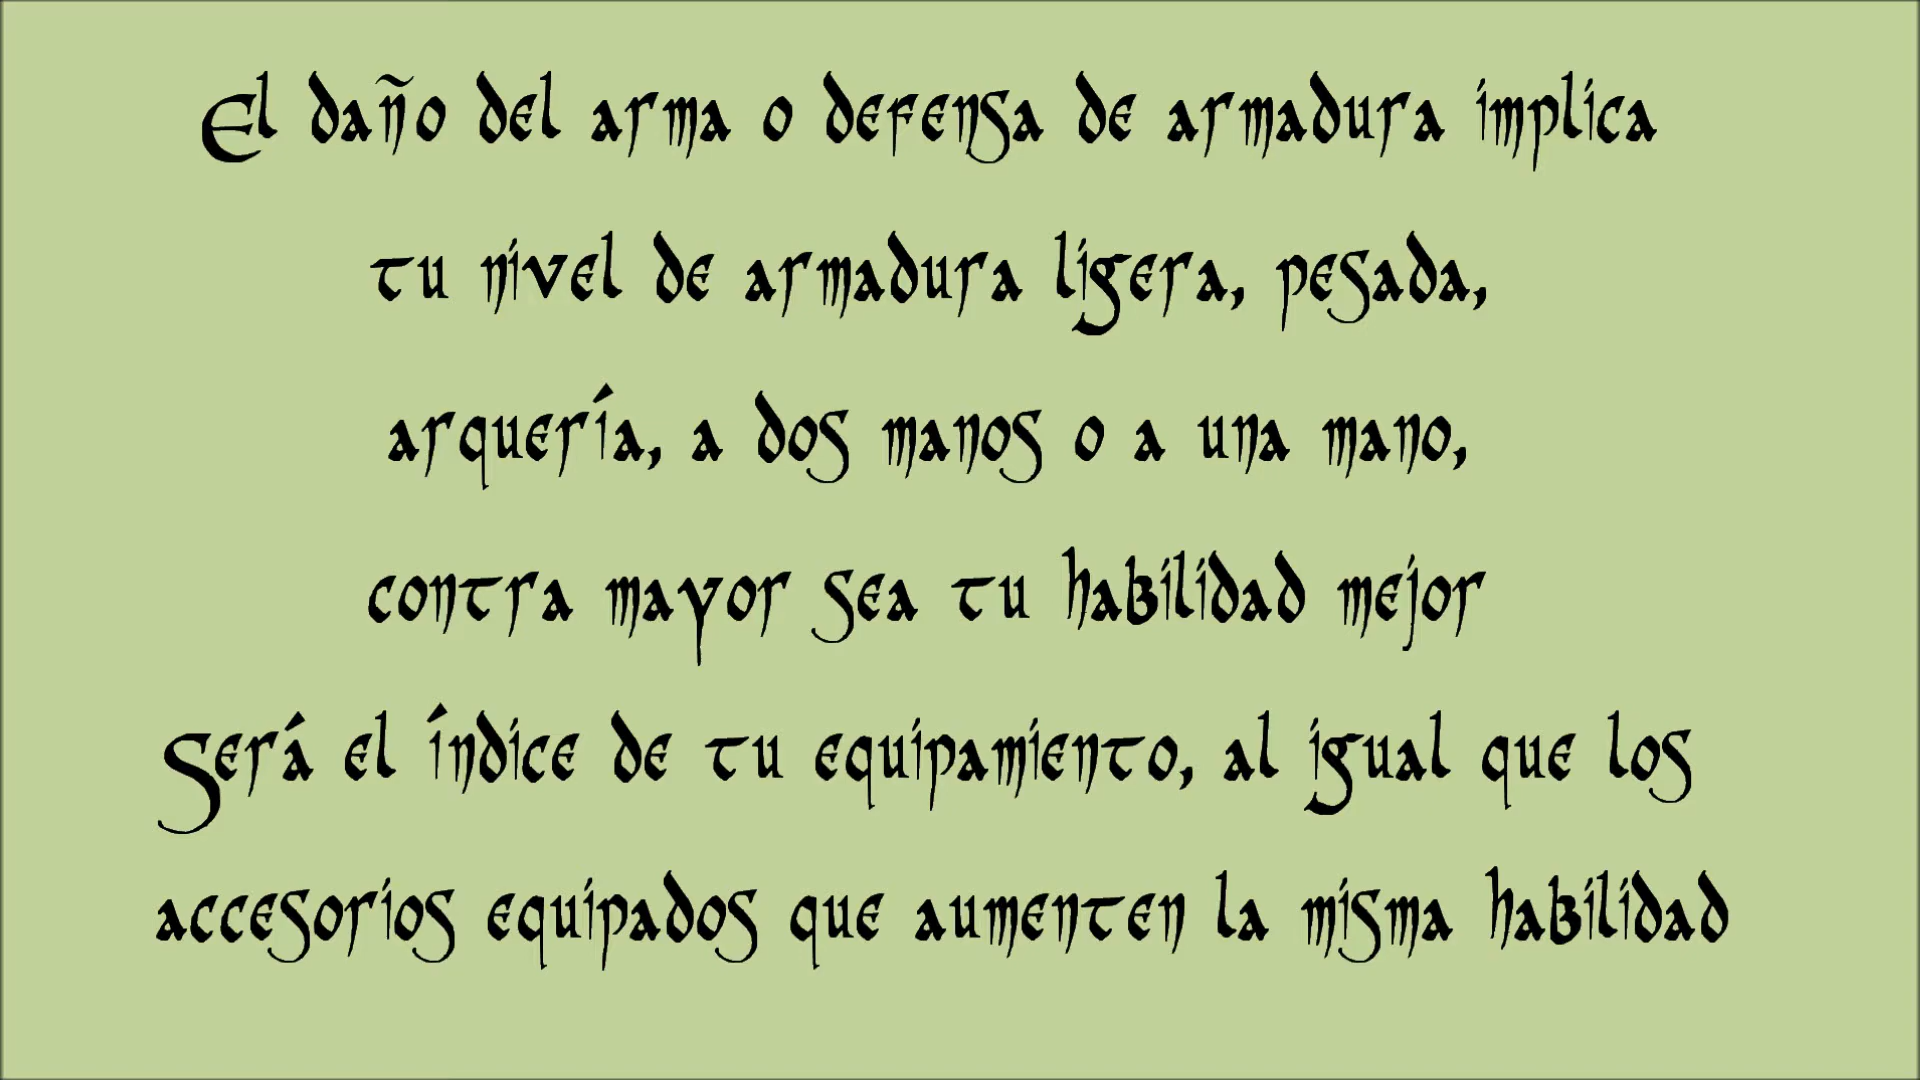 El daño del arma o defensa de armadura implica
tu nivel de armadura ligera, pesada,
arquería, a dos manos o a una mano,
contra mayor sea tu habilidad mejor
Será el índice de tu equipamiento, al igual que los
accesorios equipados que aumenten la misma habilidad